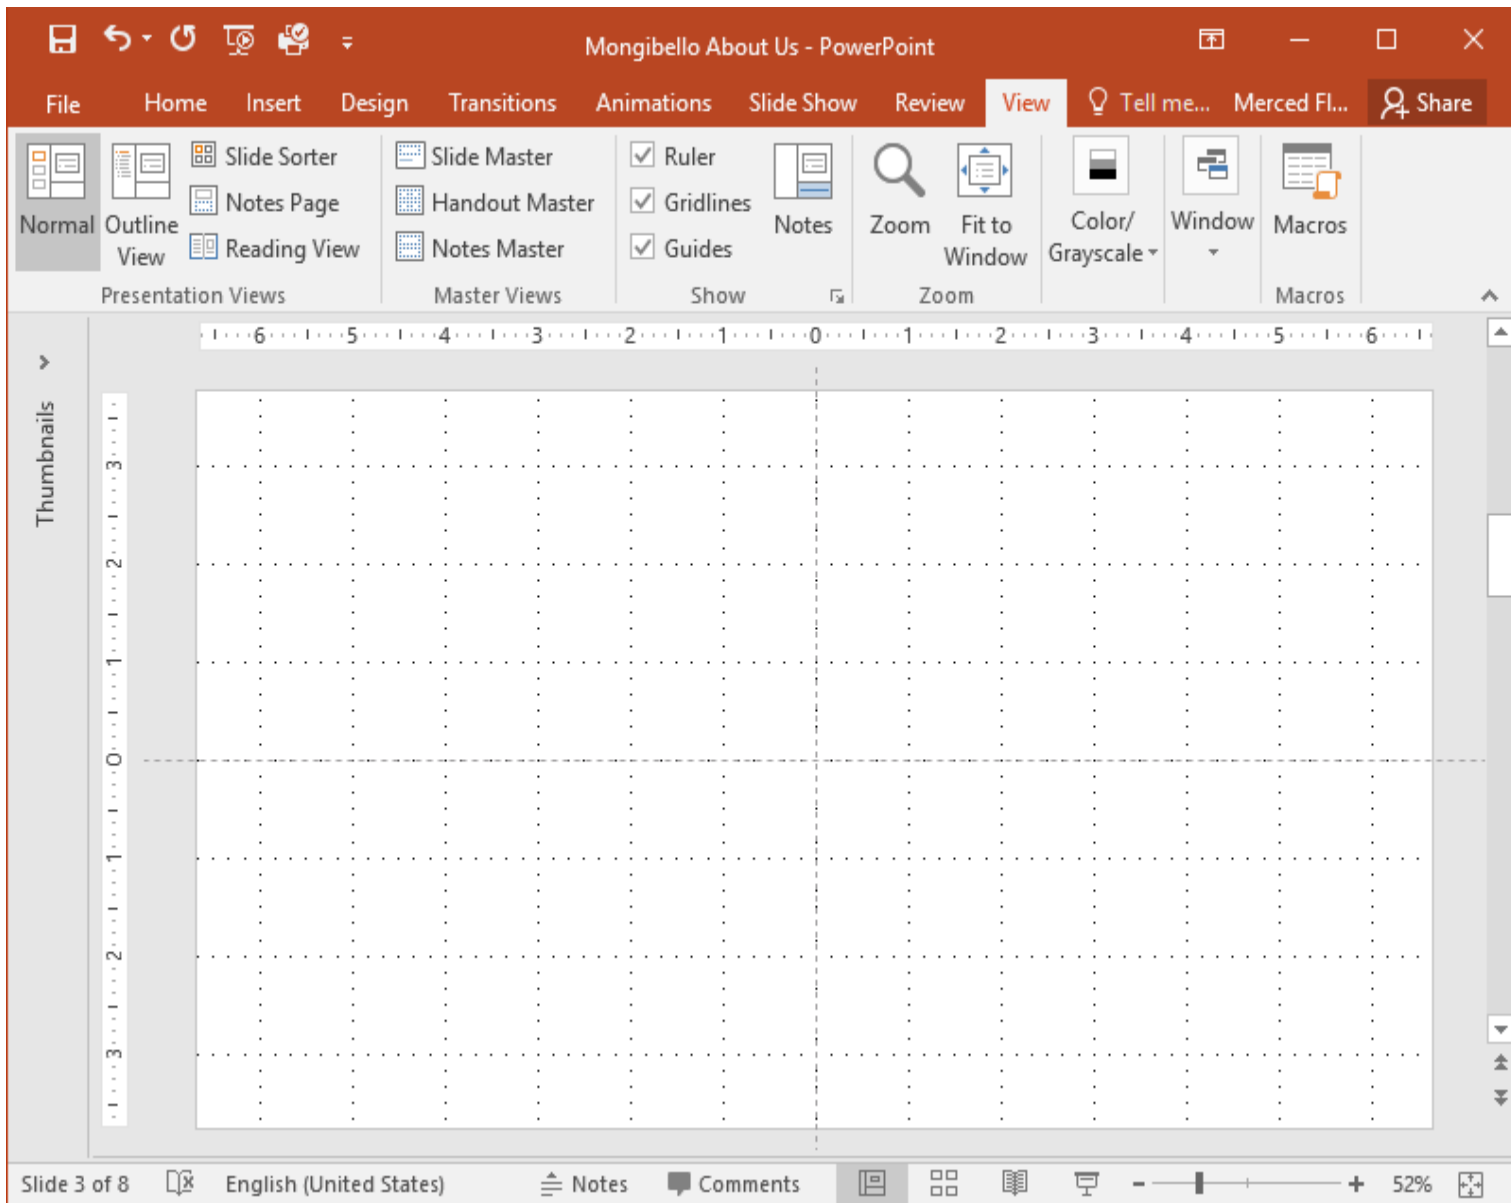 Mongibello About Us - PowerPoint
File Home Insert Design Transitions Animations Slide Show Review View Tell me... Merced Fl... Share
Normal
Outline View
Slide Sorter
Notes Page
Reading View
Presentation Views
Slide Master
Handout Master
Notes Master
Master Views
Ruler
Gridlines
Guides
Notes
Show
Zoom
Fit to Window
Zoom
Color/ Grayscale
Window
Macros
Macros
6 5 4 3 2 1 0 1 2 3 4 5 6
Thumbnails
3
2
1
0
1
2
3
Slide 3 of 8 English (United States) Notes Comments 52%